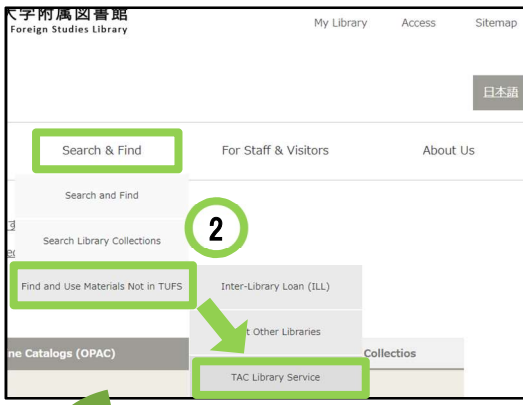 大学附属図書館
Foreign Studies Library
My Library
Access
Sitemap
日本語
Search & Find
For Staff & Visitors
About Us
Search and Find
Search Library Collections
2
Find and Use Materials Not in TUFS
Inter-Library Loan (ILL)
Other Libraries
ne Catalogs (OPAC)
Collectios
TAC Library Service